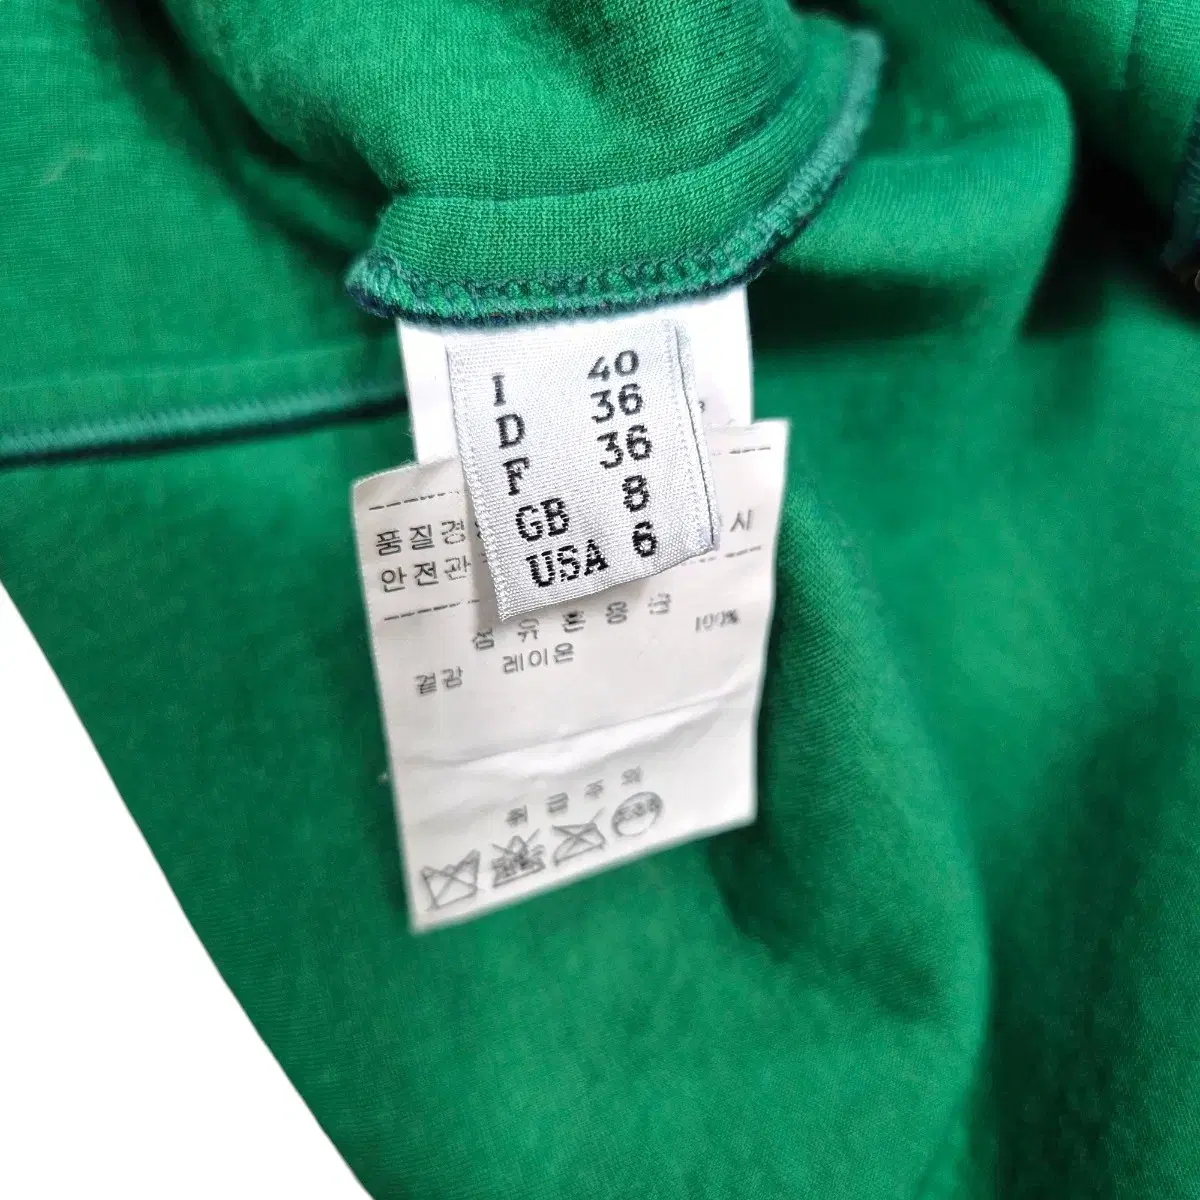 I 40
D 36
F 36
GB 8
USA 6
품질경 시
안전관
섬유혼용율
겉감 레이온 100%
취급주의